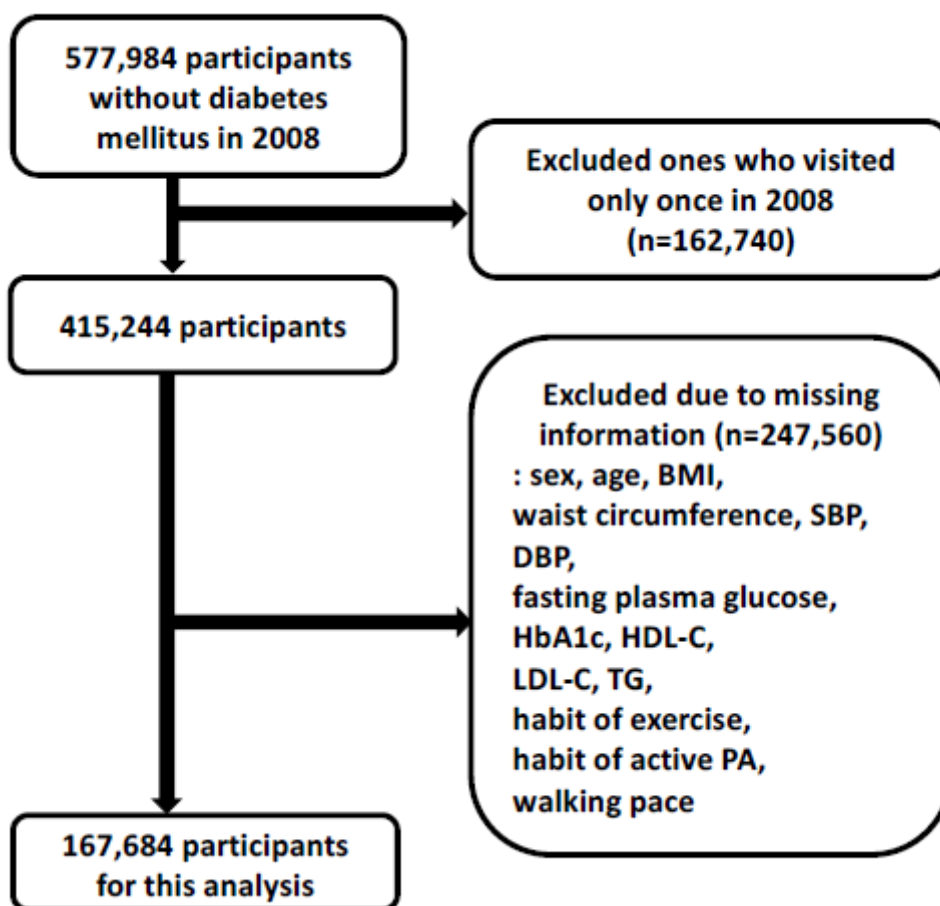 577,984 participants
without diabetes
mellitus in 2008
Excluded ones who visited
only once in 2008
(n=162,740)
415,244 participants
Excluded due to missing
information (n=247,560)
: sex, age, BMI,
waist circumference, SBP,
DBP,
fasting plasma glucose,
HbA1c, HDL-C,
LDL-C, TG,
habit of exercise,
habit of active PA,
walking pace
167,684 participants
for this analysis